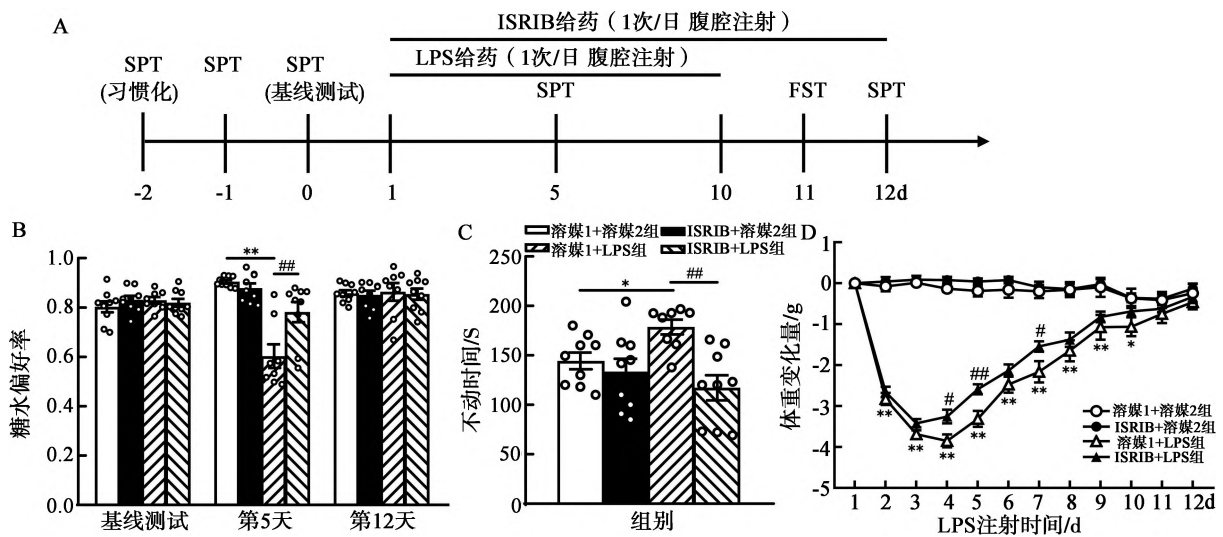 A
ISRIB给药（1次/日 腹腔注射）
LPS给药（1次/日 腹腔注射）
SPT
(习惯化)
SPT
SPT
(基线测试)
SPT
FST
SPT
-2
-1
0
1
5
10
11
12d
B
糖水偏好率
1.0
0.8
0.6
0.4
0.2
0.0
**
##
基线测试
第5天
第12天
溶媒1+溶媒2组
ISRIB+溶媒2组
溶媒1+LPS组
ISRIB+LPS组
C
不动时间/S
250
200
150
100
50
0
*
##
组别
D
体重变化量/g
1
0
-1
-2
-3
-4
-5
**
**
**
**
**
**
**
**
*
#
##
#
溶媒1+溶媒2组
ISRIB+溶媒2组
溶媒1+LPS组
ISRIB+LPS组
1
2
3
4
5
6
7
8
9
10
11
12d
LPS注射时间/d